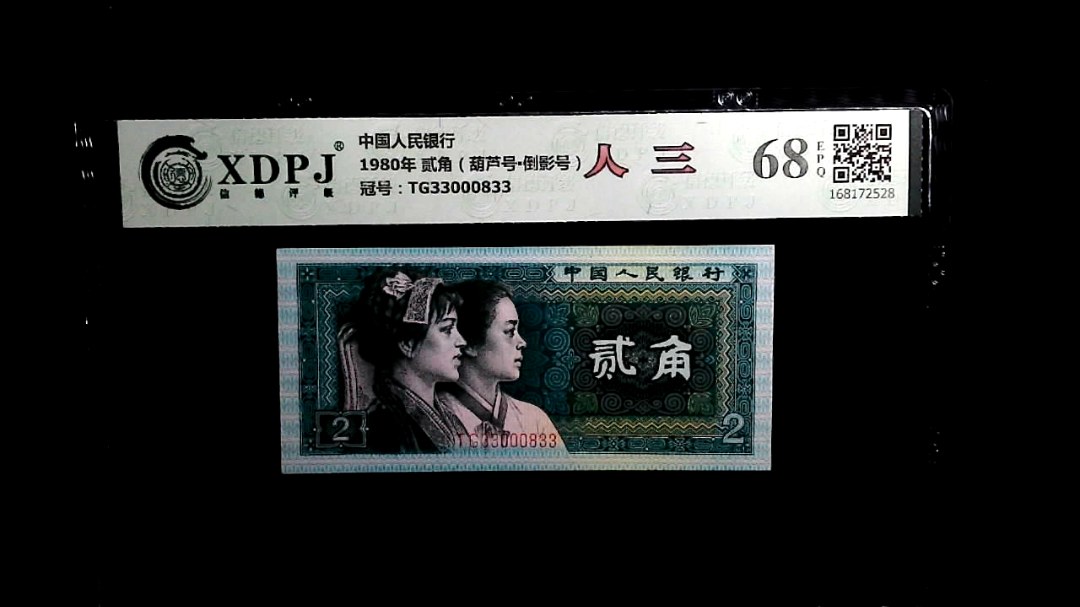 XDPJ®
信德评级
中国人民银行
1980年 贰角（葫芦号·倒影号）
冠号：TG33000833
人三
68
EPQ
168172528
中国人民银行
贰角
2
TG33000833
2